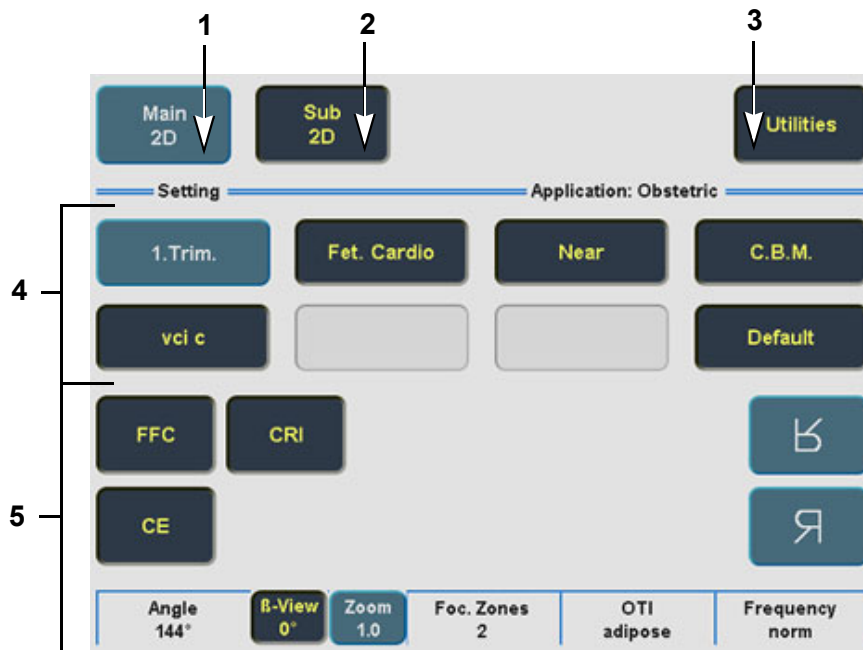 1 2 3
Main
2D
Sub
2D
Utilities
Setting Application: Obstetric
4
1.Trim. Fet. Cardio Near C.B.M.
vci c Default
FFC CRI R
5
CE R
Angle
144°
ß-View
0°
Zoom
1.0
Foc. Zones
2
OTI
adipose
Frequency
norm